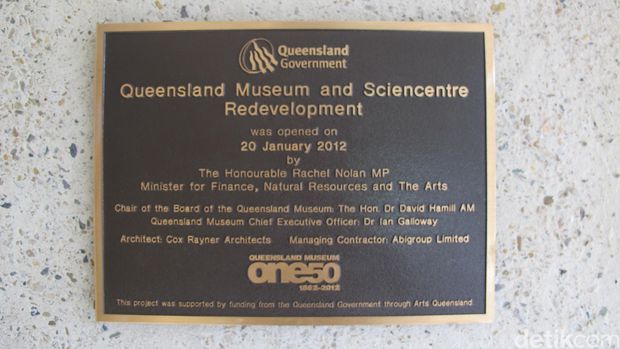 Queensland
Government
Queensland Museum and Sciencentre
Redevelopment
was opened on
20 January 2012
by
The Honourable Rachel Nolan MP
Minister for Finance, Natural Resources and The Arts
Chair of the Board of the Queensland Museum: The Hon. Dr David Hamill AM
Queensland Museum Chief Executive Officer: Dr Ian Galloway
Architect: Cox Rayner Architects Managing Contractor: Abigroup Limited
QUEENSLAND MUSEUM
one50
1862-2012
This project was supported by funding from the Queensland Government through Arts Queensland
detikcom